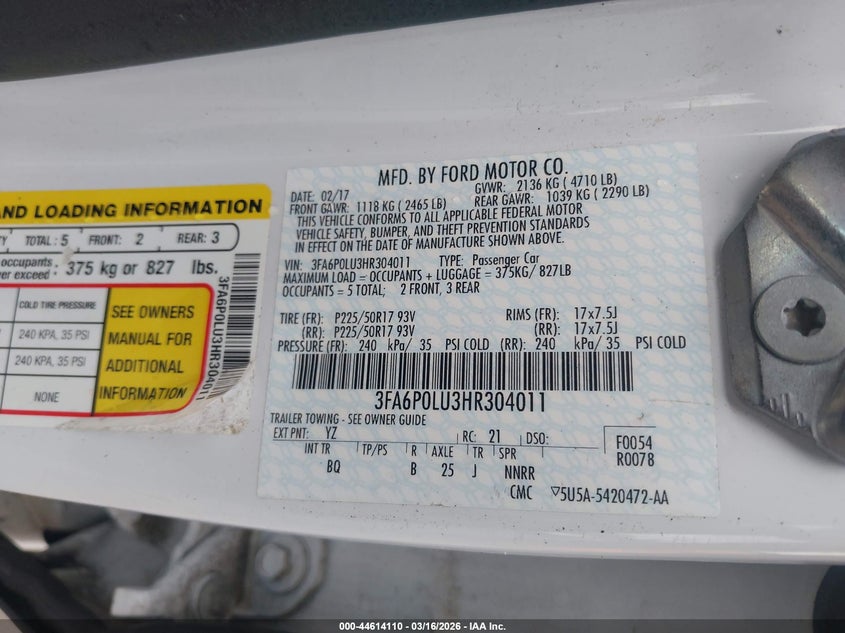 AND LOADING INFORMATION
TOTAL: 5 FRONT: 2 REAR: 3
occupants
exceed: 375 kg or 827 lbs.
COLD TIRE PRESSURE
240 KPA, 35 PSI
240 KPA, 35 PSI
NONE
SEE OWNERS
MANUAL FOR
ADDITIONAL
INFORMATION
3FA6P0LU3HR304011
MFD. BY FORD MOTOR CO.
DATE: 02/17 GVWR: 2136 KG ( 4710 LB)
FRONT GAWR: 1118 KG ( 2465 LB) REAR GAWR: 1039 KG ( 2290 LB)
THIS VEHICLE CONFORMS TO ALL APPLICABLE FEDERAL MOTOR
VEHICLE SAFETY, BUMPER, AND THEFT PREVENTION STANDARDS
IN EFFECT ON THE DATE OF MANUFACTURE SHOWN ABOVE.
VIN: 3FA6P0LU3HR304011 TYPE: Passenger Car
MAXIMUM LOAD = OCCUPANTS + LUGGAGE = 375KG/ 827LB
OCCUPANTS = 5 TOTAL; 2 FRONT, 3 REAR
TIRE (FR): P225/50R17 93V RIMS (FR): 17x7.5J
(RR): P225/50R17 93V (RR): 17x7.5J
PRESSURE (FR): 240 kPa/ 35 PSI COLD (RR): 240 kPa/ 35 PSI COLD
3FA6P0LU3HR304011
TRAILER TOWING - SEE OWNER GUIDE
EXT PNT: YZ RC: 21 DSO: F0054
R0078
INT TR TP/PS R AXLE TR SPR
BQ B 25 J NNRR
CMC ▽5U5A-5420472-AA
000-44614110 - 03/16/2026 - IAA Inc.